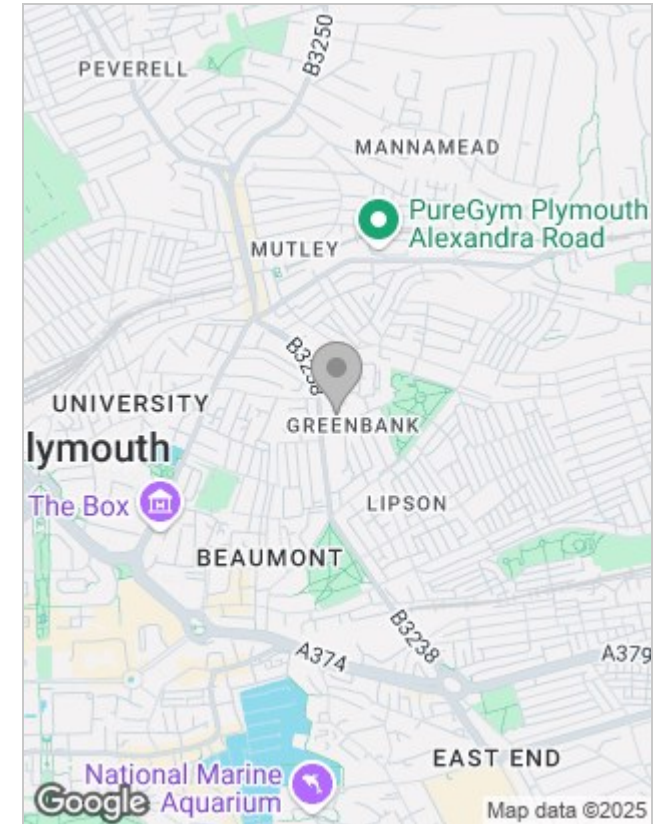 B3250
PEVERELL
MANNAMEAD
PureGym Plymouth
Alexandra Road
MUTLEY
B3238
UNIVERSITY
GREENBANK
lymouth
The Box
LIPSON
BEAUMONT
B3238
A374
A379
EAST END
National Marine
Aquarium
Google
Map data ©2025